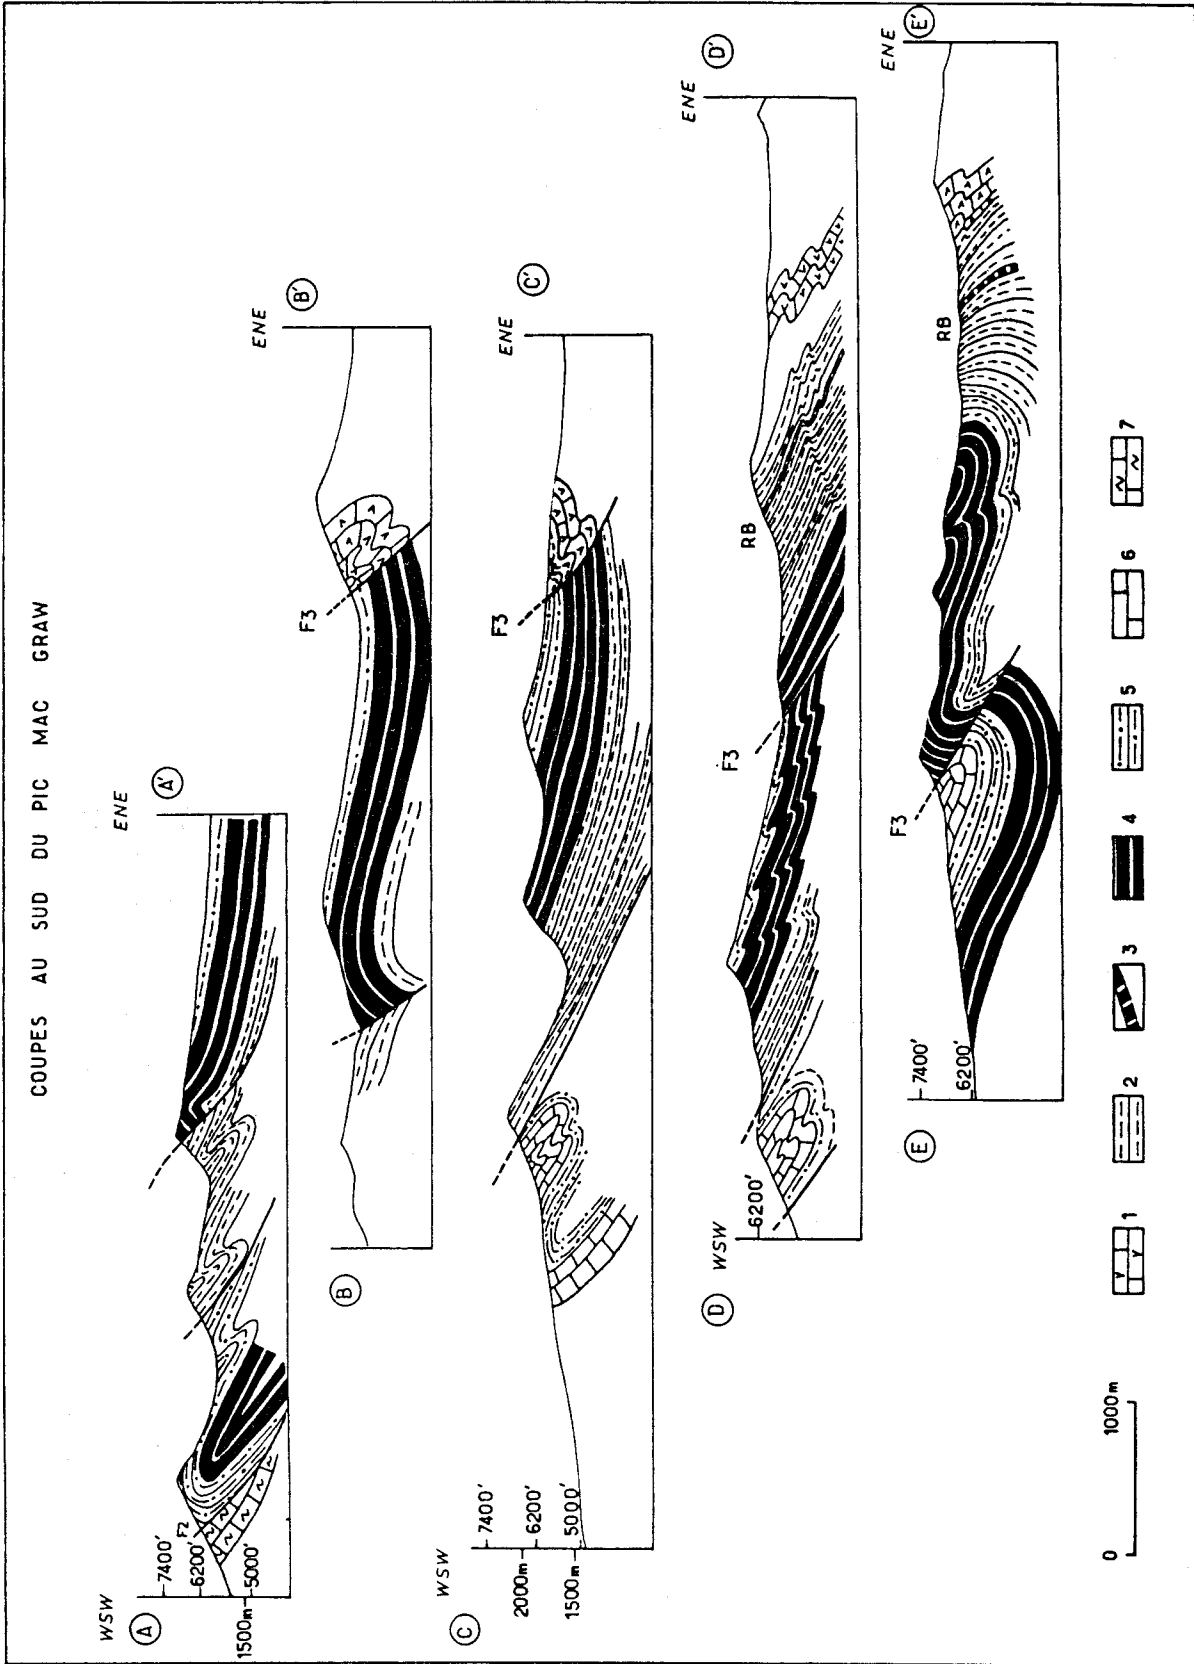 COUPES AU SUD DU PIC MAC GRAW
WSW
ENE
A
A'
7400'
6200'
5000'
1500m
F2
B
ENE
B'
F3
WSW
ENE
C
C'
7400'
2000m
6200'
1500m
5000'
F3
WSW
ENE
D
D'
6200'
F3
RB
ENE
E
E'
7400'
6200'
F3
RB
0 1000m
1 2 3 4 5 6 7